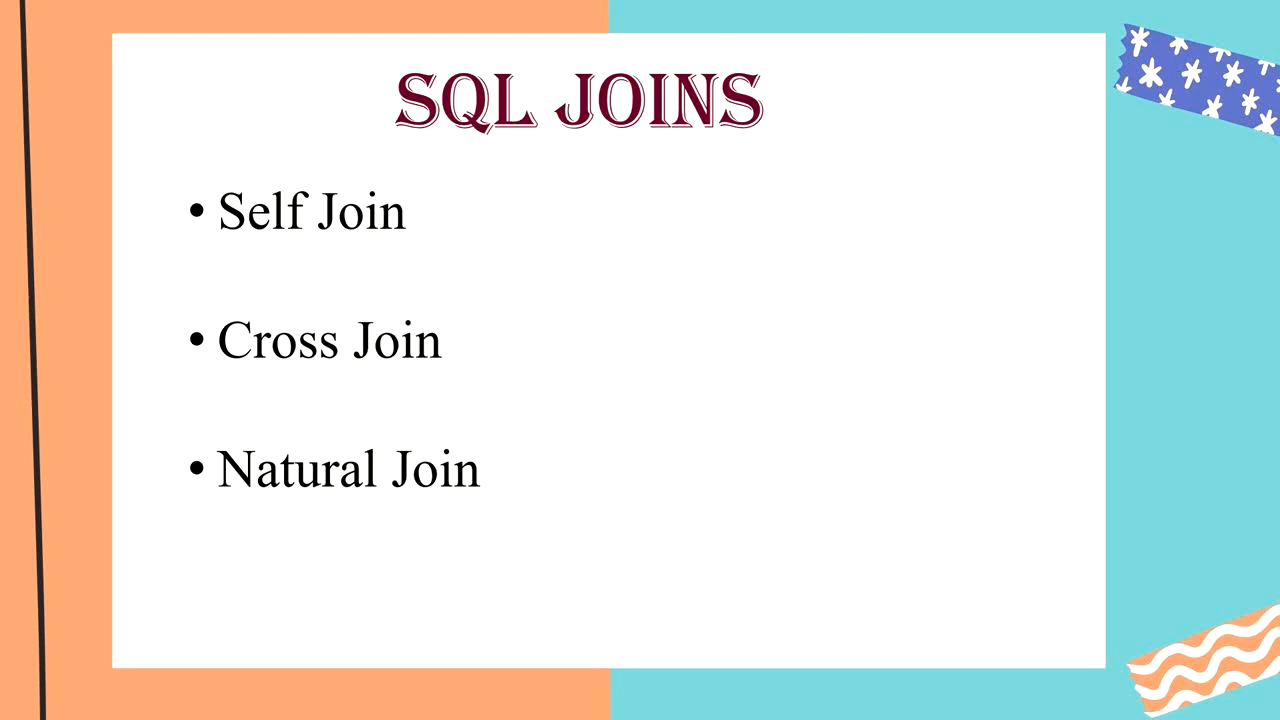 SQL JOINS
• Self Join
• Cross Join
• Natural Join